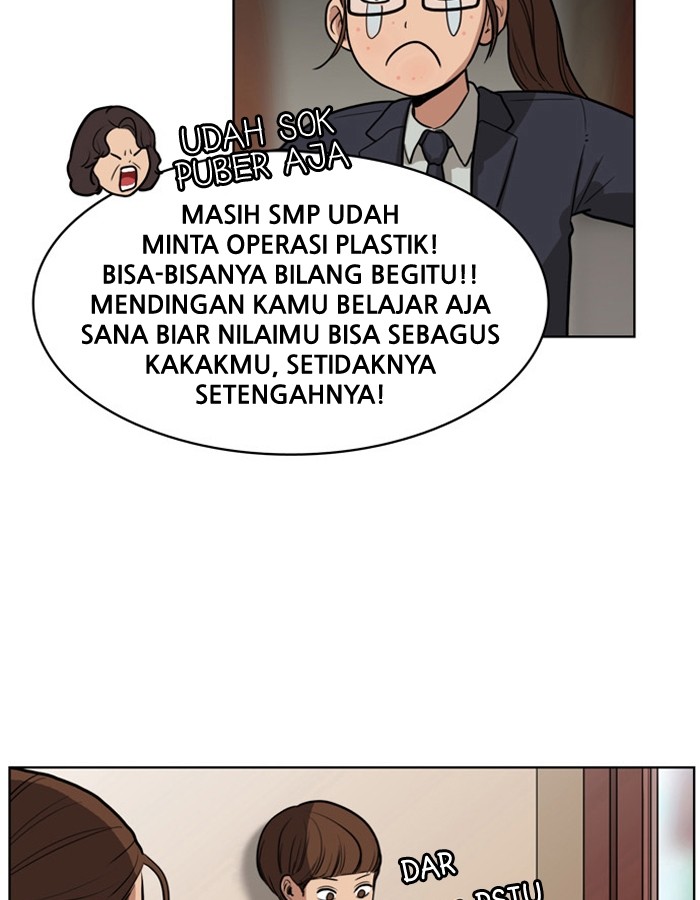 UDAH SOK
PUBER AJA
MASIH SMP UDAH
MINTA OPERASI PLASTIK!
BISA-BISANYA BILANG BEGITU!!
MENDINGAN KAMU BELAJAR AJA
SANA BIAR NILAIMU BISA SEBAGUS
KAKAKMU, SETIDAKNYA
SETENGAHNYA!
DAR